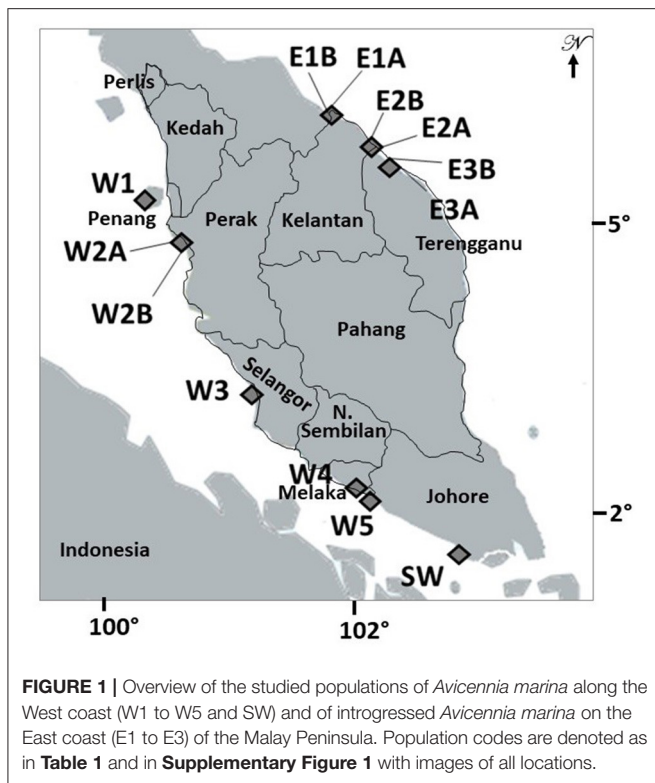 N
E1B
E1A
Perlis
E2B
Kedah
E2A
E3B
W1
Penang
Perak
Kelantan
E3A
5°
Terengganu
W2A
W2B
Pahang
Selangor
W3
N.
Sembilan
W4
Melaka
Johore
W5
2°
Indonesia
SW
100°
102°
FIGURE 1 | Overview of the studied populations of Avicennia marina along the
West coast (W1 to W5 and SW) and of introgressed Avicennia marina on the
East coast (E1 to E3) of the Malay Peninsula. Population codes are denoted as
in Table 1 and in Supplementary Figure 1 with images of all locations.